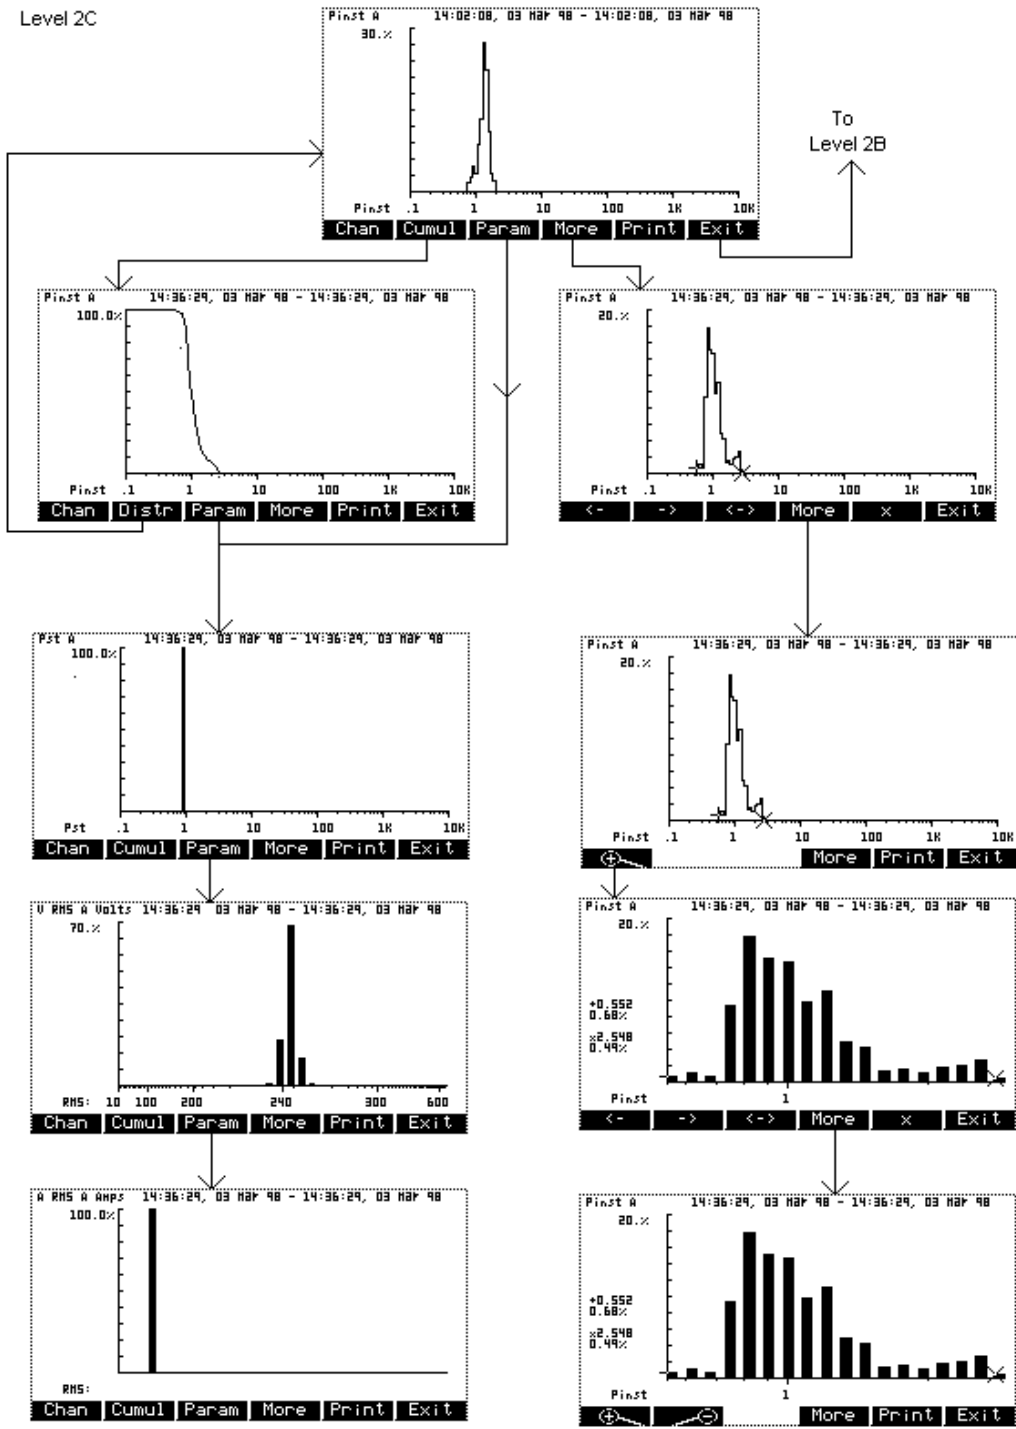 Level 2C
Pinst A 14:02:08, 03 Mar 98 - 14:02:08, 03 Mar 98
30.%
Pinst .1 1 10 100 1K 10K
Chan Cumul Param More Print Exit
To
Level 2B
Pinst A 14:36:29, 03 Mar 98 - 14:36:29, 03 Mar 98
100.0%
Pinst .1 1 10 100 1K 10K
Chan Distr Param More Print Exit
Pinst A 14:36:29, 03 Mar 98 - 14:36:29, 03 Mar 98
20.%
Pinst .1 1 10 100 1K 10K
<- -> <-> More x Exit
Pst A 14:36:29, 03 Mar 98 - 14:36:29, 03 Mar 98
100.0%
Pst .1 1 10 100 1K 10K
Chan Cumul Param More Print Exit
Pinst A 14:36:29, 03 Mar 98 - 14:36:29, 03 Mar 98
20.%
Pinst .1 1 10 100 1K 10K
More Print Exit
V RMS A Volts 14:36:29 03 Mar 98 - 14:36:29, 03 Mar 98
70.%
RMS: 10 100 200 240 300 600
Chan Cumul Param More Print Exit
Pinst A 14:36:29, 03 Mar 98 - 14:36:29, 03 Mar 98
20.%
+0.552
0.68%
x2.548
0.49%
Pinst 1
<- -> <-> More x Exit
A RMS A Amps 14:36:29, 03 Mar 98 - 14:36:29, 03 Mar 98
100.0%
RMS:
Chan Cumul Param More Print Exit
Pinst A 14:36:29, 03 Mar 98 - 14:36:29, 03 Mar 98
20.%
+0.552
0.68%
x2.548
0.49%
Pinst 1
More Print Exit